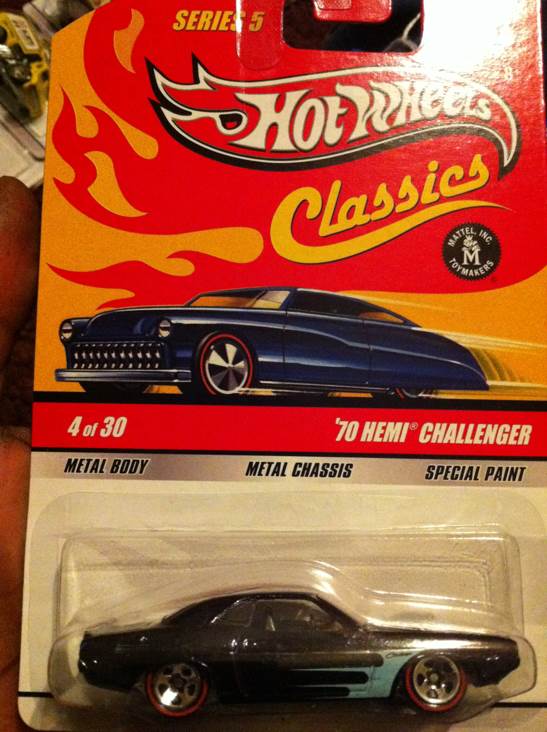 SERIES 5
Hot Wheels
Classics
MATTEL, INC.
M
TOYMAKERS
4 of 30
'70 HEMI® CHALLENGER
METAL BODY
METAL CHASSIS
SPECIAL PAINT